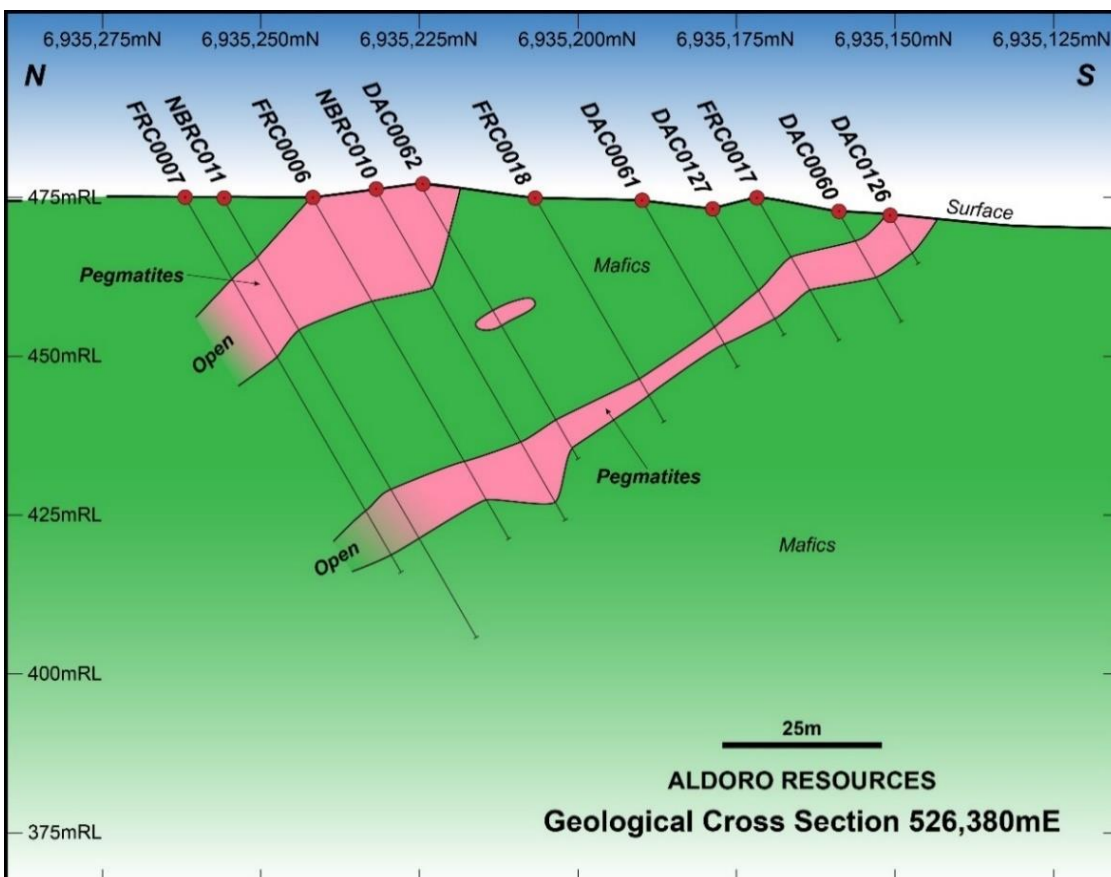 6,935,275mN 6,935,250mN 6,935,225mN 6,935,200mN 6,935,175mN 6,935,150mN 6,935,125mN
N
S
FRC0007
NBRC011
FRC0006
NBRC010
DAC0062
FRC0018
DAC0061
DAC0127
FRC0017
DAC0060
DAC0126
475mRL
Surface
Pegmatites
Mafics
Open
450mRL
Pegmatites
425mRL
Open
Mafics
400mRL
25m
ALDORO RESOURCES
Geological Cross Section 526,380mE
375mRL